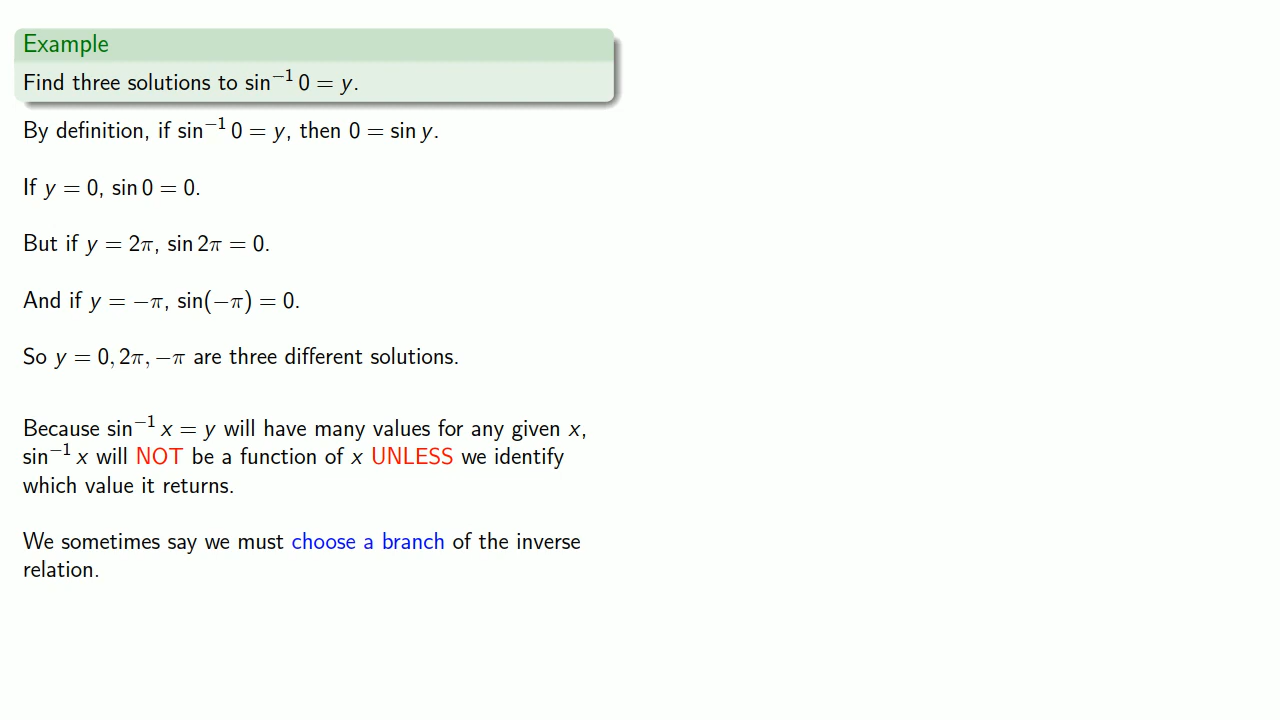 Example
Find three solutions to sin⁻¹ 0 = y.
By definition, if sin⁻¹ 0 = y, then 0 = sin y.
If y = 0, sin 0 = 0.
But if y = 2π, sin 2π = 0.
And if y = −π, sin(−π) = 0.
So y = 0, 2π, −π are three different solutions.
Because sin⁻¹ x = y will have many values for any given x,
sin⁻¹ x will NOT be a function of x UNLESS we identify
which value it returns.
We sometimes say we must choose a branch of the inverse
relation.